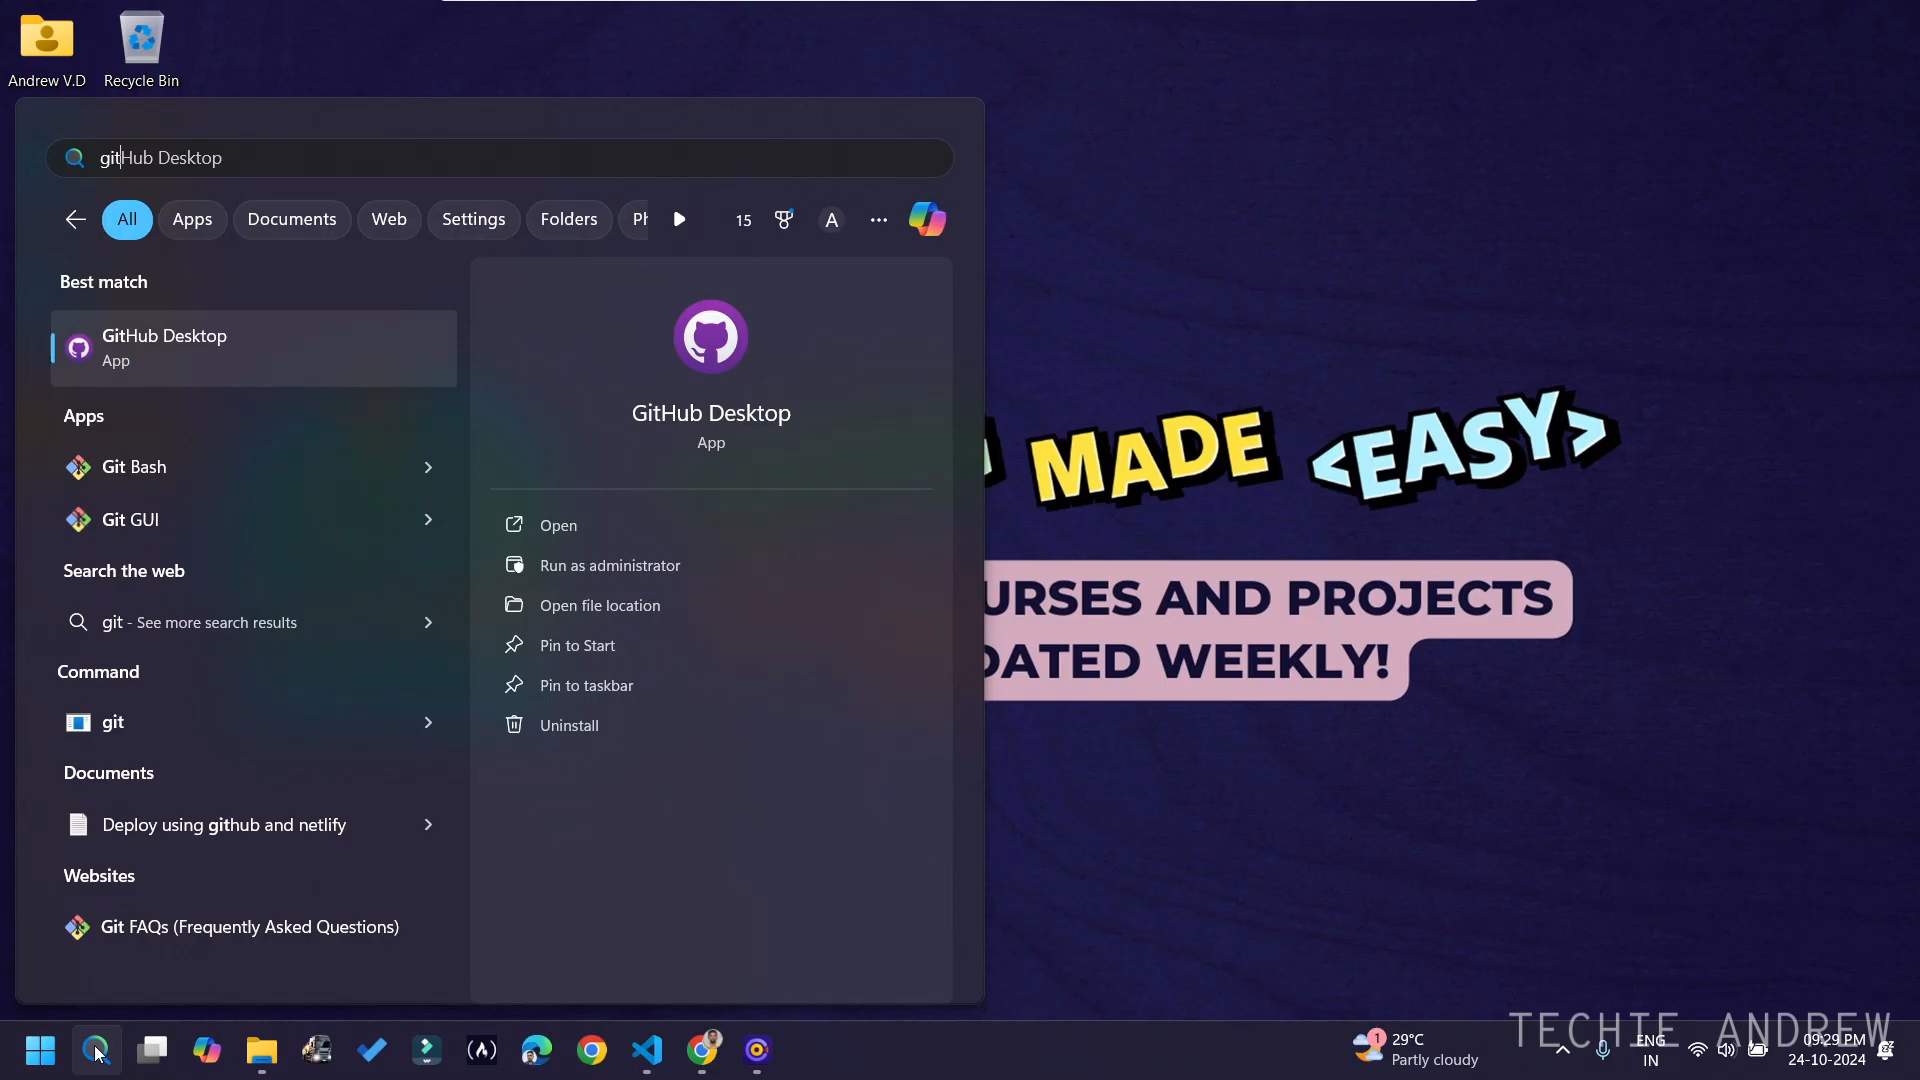 Andrew V.D
Recycle Bin
gitHub Desktop
All
Apps
Documents
Web
Settings
Folders
15
A
Best match
GitHub Desktop
App
Apps
Git Bash
Git GUI
Search the web
git - See more search results
Command
git
Documents
Deploy using github and netlify
Websites
Git FAQs (Frequently Asked Questions)
GitHub Desktop
App
Open
Run as administrator
Open file location
Pin to Start
Pin to taskbar
Uninstall
MADE <EASY>
URSES AND PROJECTS
DATED WEEKLY!
TECHIE ANDREW
1
29°C
Partly cloudy
ENG
IN
09:29 PM
24-10-2024